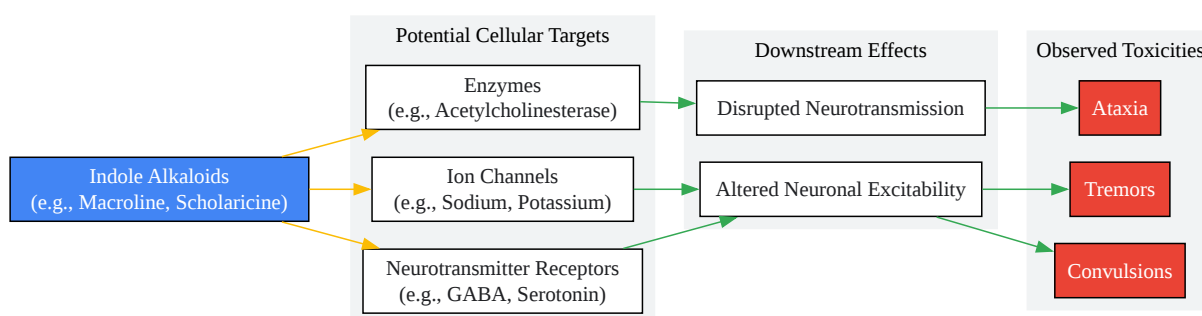 Potential Cellular Targets
Downstream Effects
Observed Toxicities
Indole Alkaloids
(e.g., Macroline, Scholaricine)
Enzymes
(e.g., Acetylcholinesterase)
Ion Channels
(e.g., Sodium, Potassium)
Neurotransmitter Receptors
(e.g., GABA, Serotonin)
Disrupted Neurotransmission
Altered Neuronal Excitability
Ataxia
Tremors
Convulsions